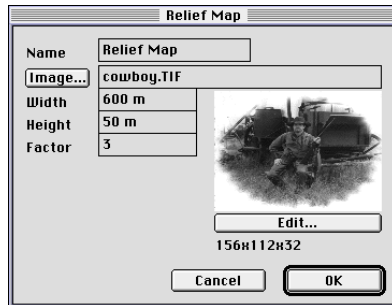 Relief Map
Name Relief Map
Image... cowboy.TIF
Width 600 m
Height 50 m
Factor 3
Edit...
156x112x32
Cancel OK